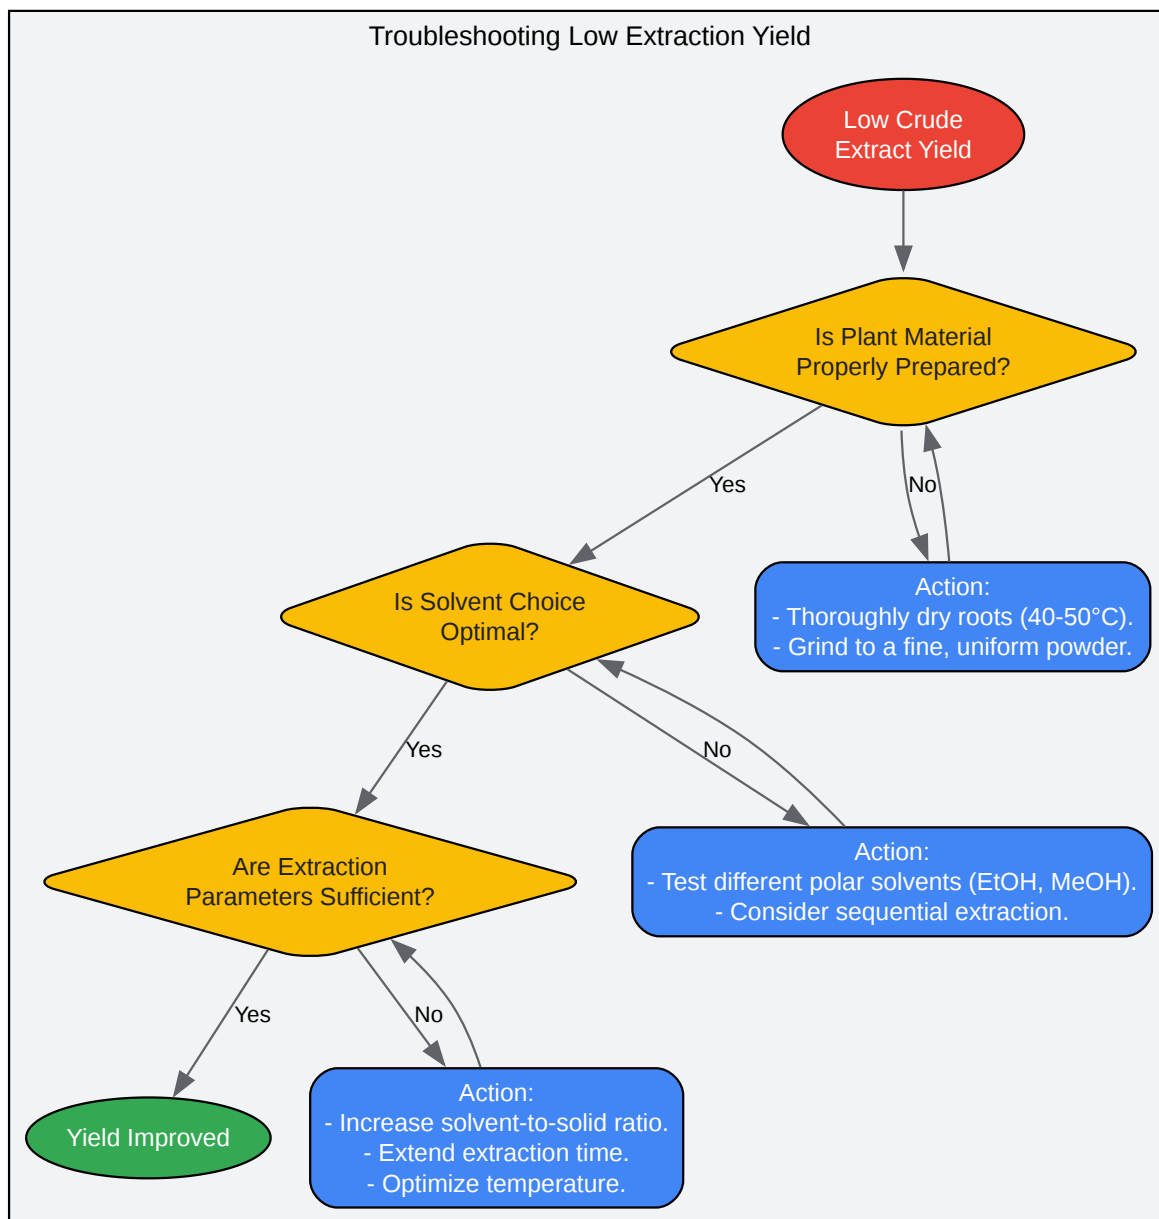 Troubleshooting Low Extraction Yield
Low Crude
Extract Yield
Is Plant Material
Properly Prepared?
Yes
No
Action:
- Thoroughly dry roots (40-50°C).
- Grind to a fine, uniform powder.
Is Solvent Choice
Optimal?
Yes
No
Action:
- Test different polar solvents (EtOH, MeOH).
- Consider sequential extraction.
Are Extraction
Parameters Sufficient?
Yes
No
Action:
- Increase solvent-to-solid ratio.
- Extend extraction time.
- Optimize temperature.
Yield Improved